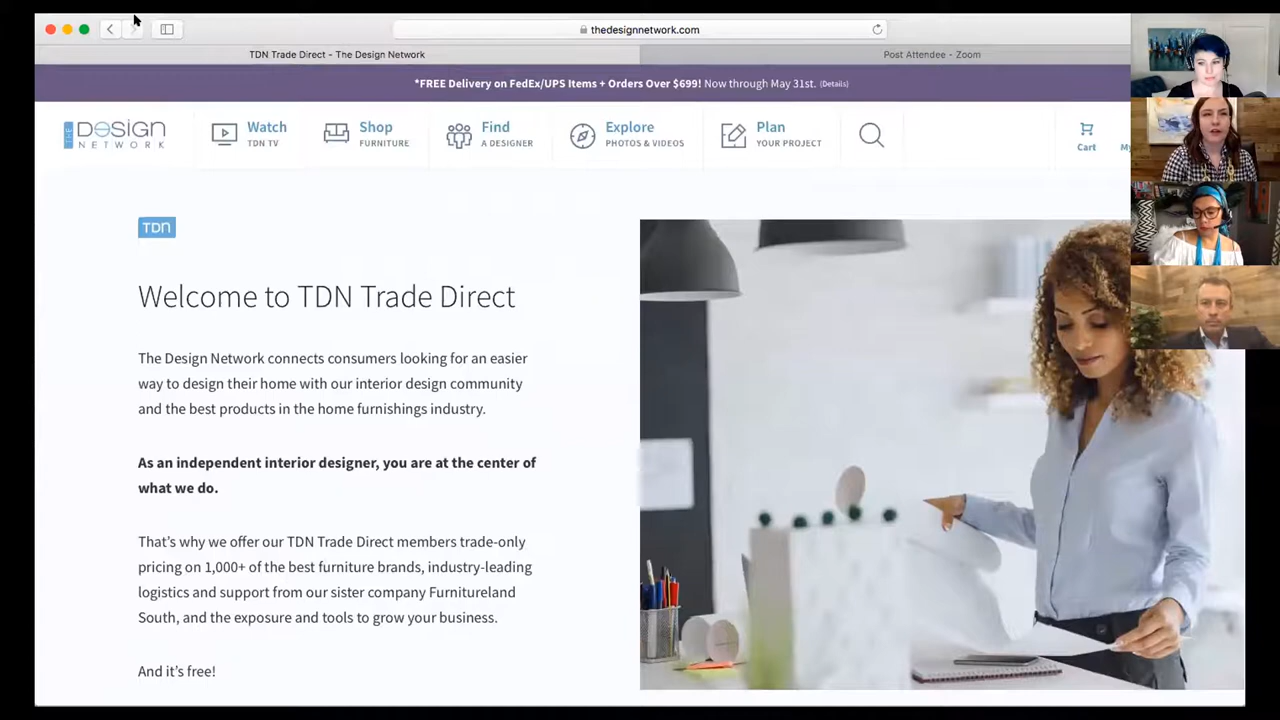 thedesignnetwork.com
TDN Trade Direct – The Design Network
Post Attendee - Zoom
*FREE Delivery on FedEx/UPS Items + Orders Over $699! Now through May 31st. (Details)
THE DESIGN NETWORK
Watch
TDN TV
Shop
FURNITURE
Find
A DESIGNER
Explore
PHOTOS & VIDEOS
Plan
YOUR PROJECT
Cart
TDN
Welcome to TDN Trade Direct
The Design Network connects consumers looking for an easier
way to design their home with our interior design community
and the best products in the home furnishings industry.
As an independent interior designer, you are at the center of
what we do.
That’s why we offer our TDN Trade Direct members trade-only
pricing on 1,000+ of the best furniture brands, industry-leading
logistics and support from our sister company Furnitureland
South, and the exposure and tools to grow your business.
And it’s free!